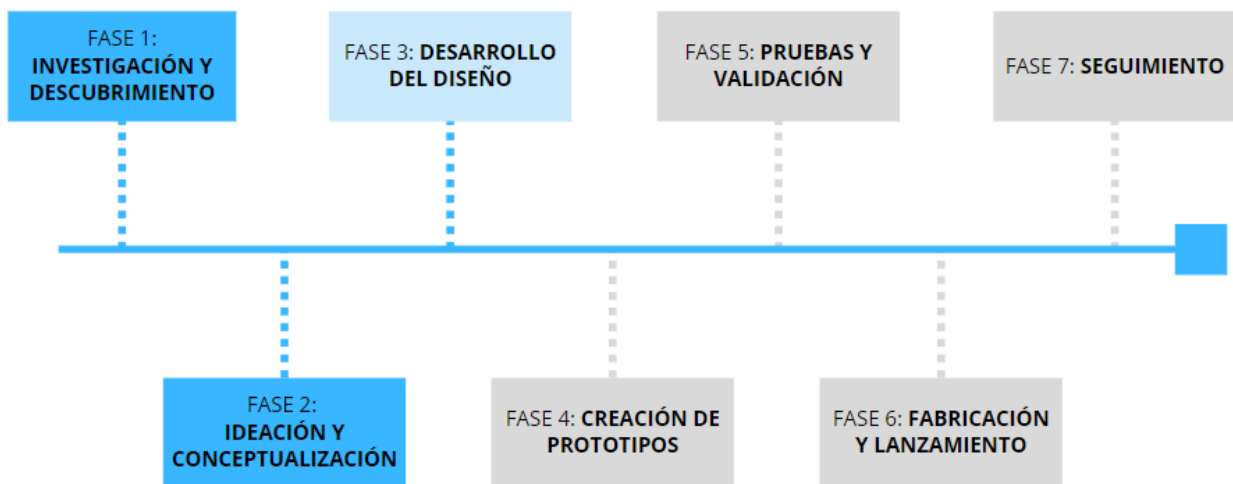 FASE 1:
INVESTIGACIÓN Y
DESCUBRIMIENTO
FASE 2:
IDEACIÓN Y
CONCEPTUALIZACIÓN
FASE 3: DESARROLLO
DEL DISEÑO
FASE 4: CREACIÓN DE
PROTOTIPOS
FASE 5: PRUEBAS Y
VALIDACIÓN
FASE 6: FABRICACIÓN
Y LANZAMIENTO
FASE 7: SEGUIMIENTO